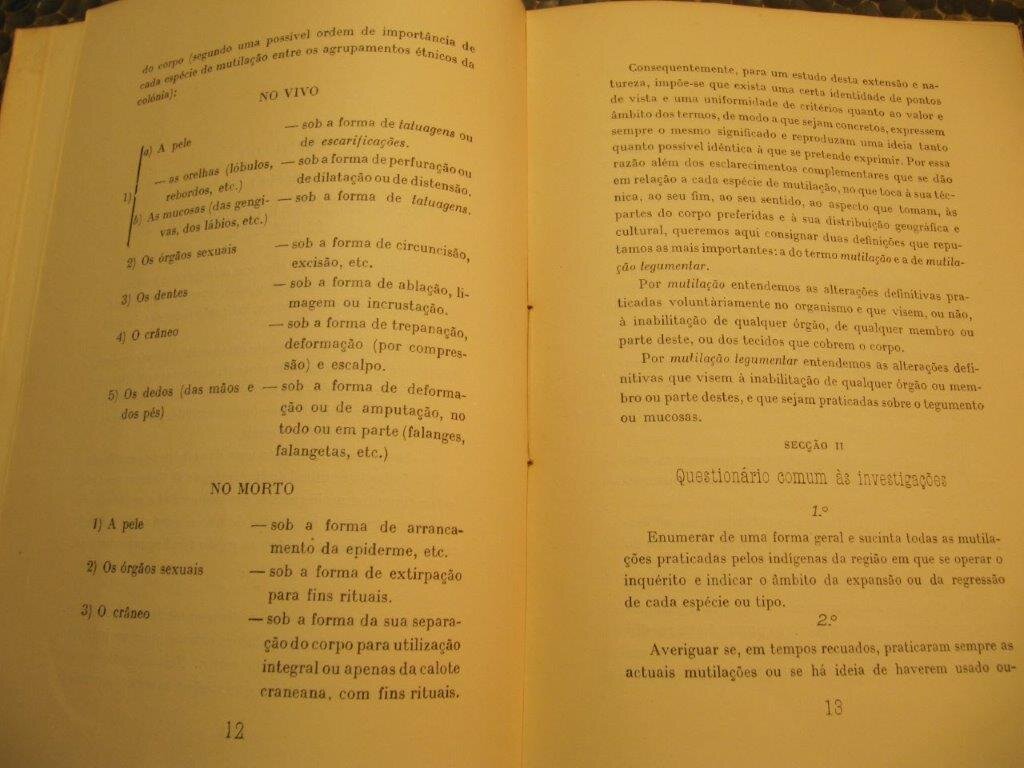 do corpo (segundo uma possível ordem de importância de
cada espécie de mutilação entre os agrupamentos étnicos da
colónia):
NO VIVO
a) A pele — sob a forma de tatuagens ou
de escarificações.
1) — as orelhas (lóbulos, — sob a forma de perfuração ou
rebordos, etc.) de dilatação ou de distensão.
b) As mucosas (das gengi- — sob a forma de tatuagens.
vas, dos lábios, etc.)
2) Os órgãos sexuais — sob a forma de circuncisão,
excisão, etc.
3) Os dentes — sob a forma de ablação, li-
magem ou incrustação.
4) O crâneo — sob a forma de trepanação,
deformação (por compres-
são) e escalpo.
5) Os dedos (das mãos e — sob a forma de deforma-
dos pés) ção ou de amputação, no
todo ou em parte (falanges,
falangetas, etc.)
NO MORTO
1) A pele — sob a forma de arranca-
mento da epiderme, etc.
2) Os órgãos sexuais — sob a forma de extirpação
para fins rituais.
3) O crâneo — sob a forma da sua separa-
ção do corpo para utilização
integral ou apenas da calote
craneana, com fins rituais.
12
Consequentemente, para um estudo desta extensão e na-
tureza, impõe-se que exista uma certa identidade de pontos
de vista e uma uniformidade de critérios quanto ao valor e
âmbito dos termos, de modo a que sejam concretos, expressem
sempre o mesmo significado e reproduzam uma ideia tanto
quanto possível idêntica à que se pretende exprimir. Por essa
razão além dos esclarecimentos complementares que se dão
em relação a cada espécie de mutilação, no que toca à sua téc-
nica, ao seu fim, ao seu sentido, ao aspecto que tomam, às
partes do corpo preferidas e à sua distribuição geográfica e
cultural, queremos aqui consignar duas definições que repu-
tamos as mais importantes: a do termo mutilação e a de mutila-
ção tegumentar.
Por mutilação entendemos as alterações definitivas pra-
ticadas voluntàriamente no organismo e que visem, ou não,
à inabilitação de qualquer órgão, de qualquer membro ou
parte deste, ou dos tecidos que cobrem o corpo.
Por mutilação tegumentar entendemos as alterações defi-
nitivas que visem à inabilitação de qualquer órgão ou mem-
bro ou parte destes, e que sejam praticadas sobre o tegumento
ou mucosas.
SECÇÃO II
Questionário comum às investigações
1.º
Enumerar de uma forma geral e sucinta todas as mutila-
ções praticadas pelos indígenas da região em que se operar o
inquérito e indicar o âmbito da expansão ou da regressão
de cada espécie ou tipo.
2.º
Averiguar se, em tempos recuados, praticaram sempre as
actuais mutilações ou se há ideia de haverem usado ou-
13